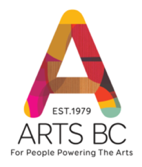 EST.1979
ARTS BC
For People Powering The Arts